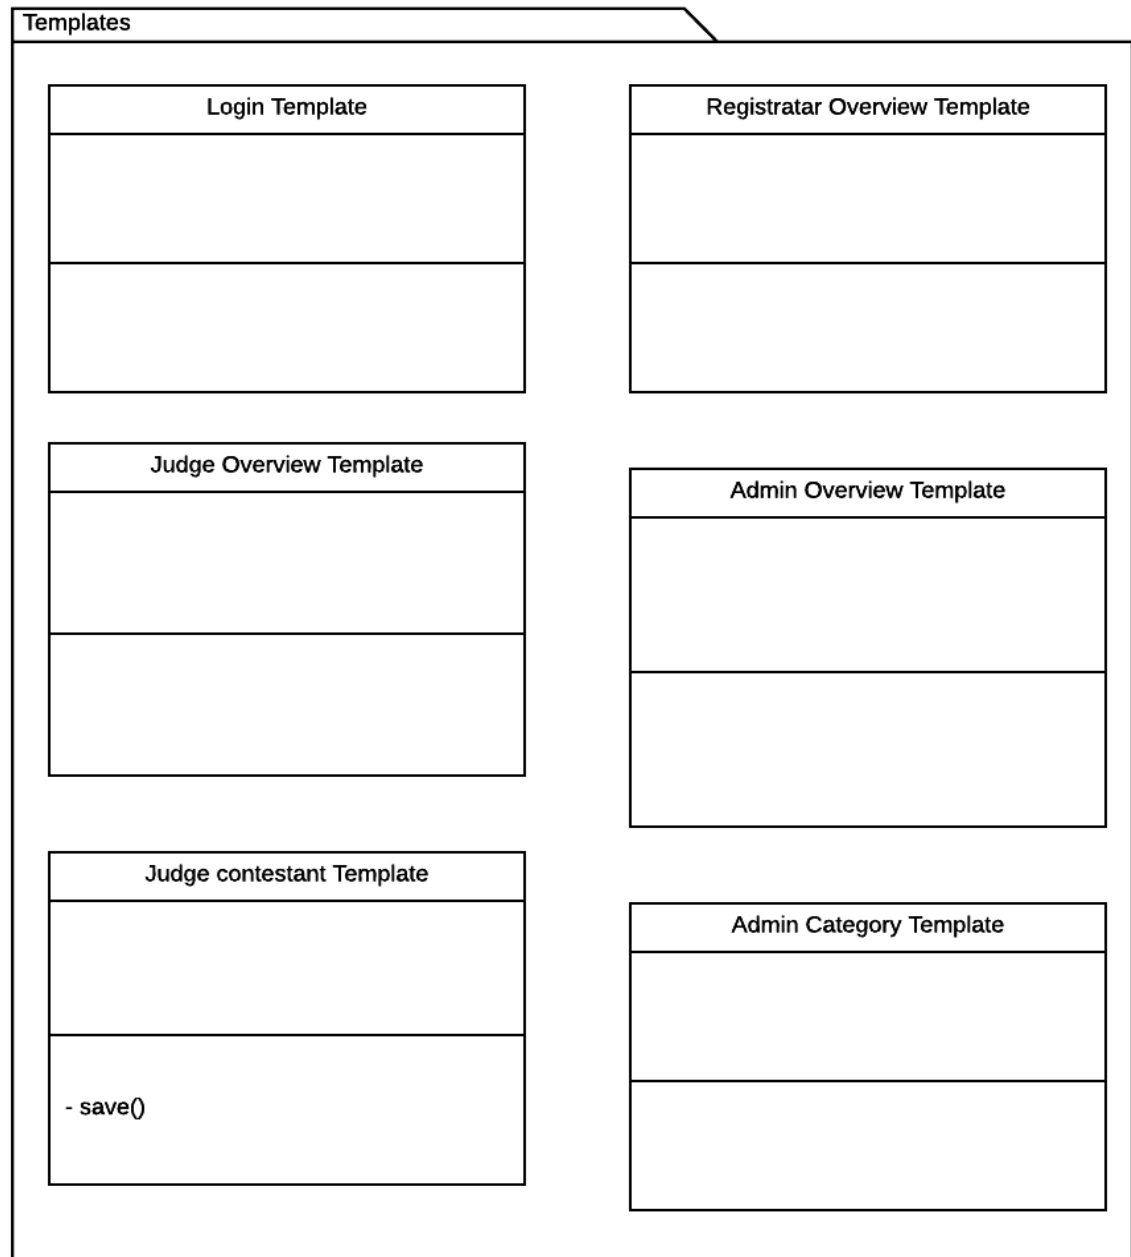 Templates
Login Template
Registratar Overview Template
Judge Overview Template
Admin Overview Template
Judge contestant Template
- save()
Admin Category Template